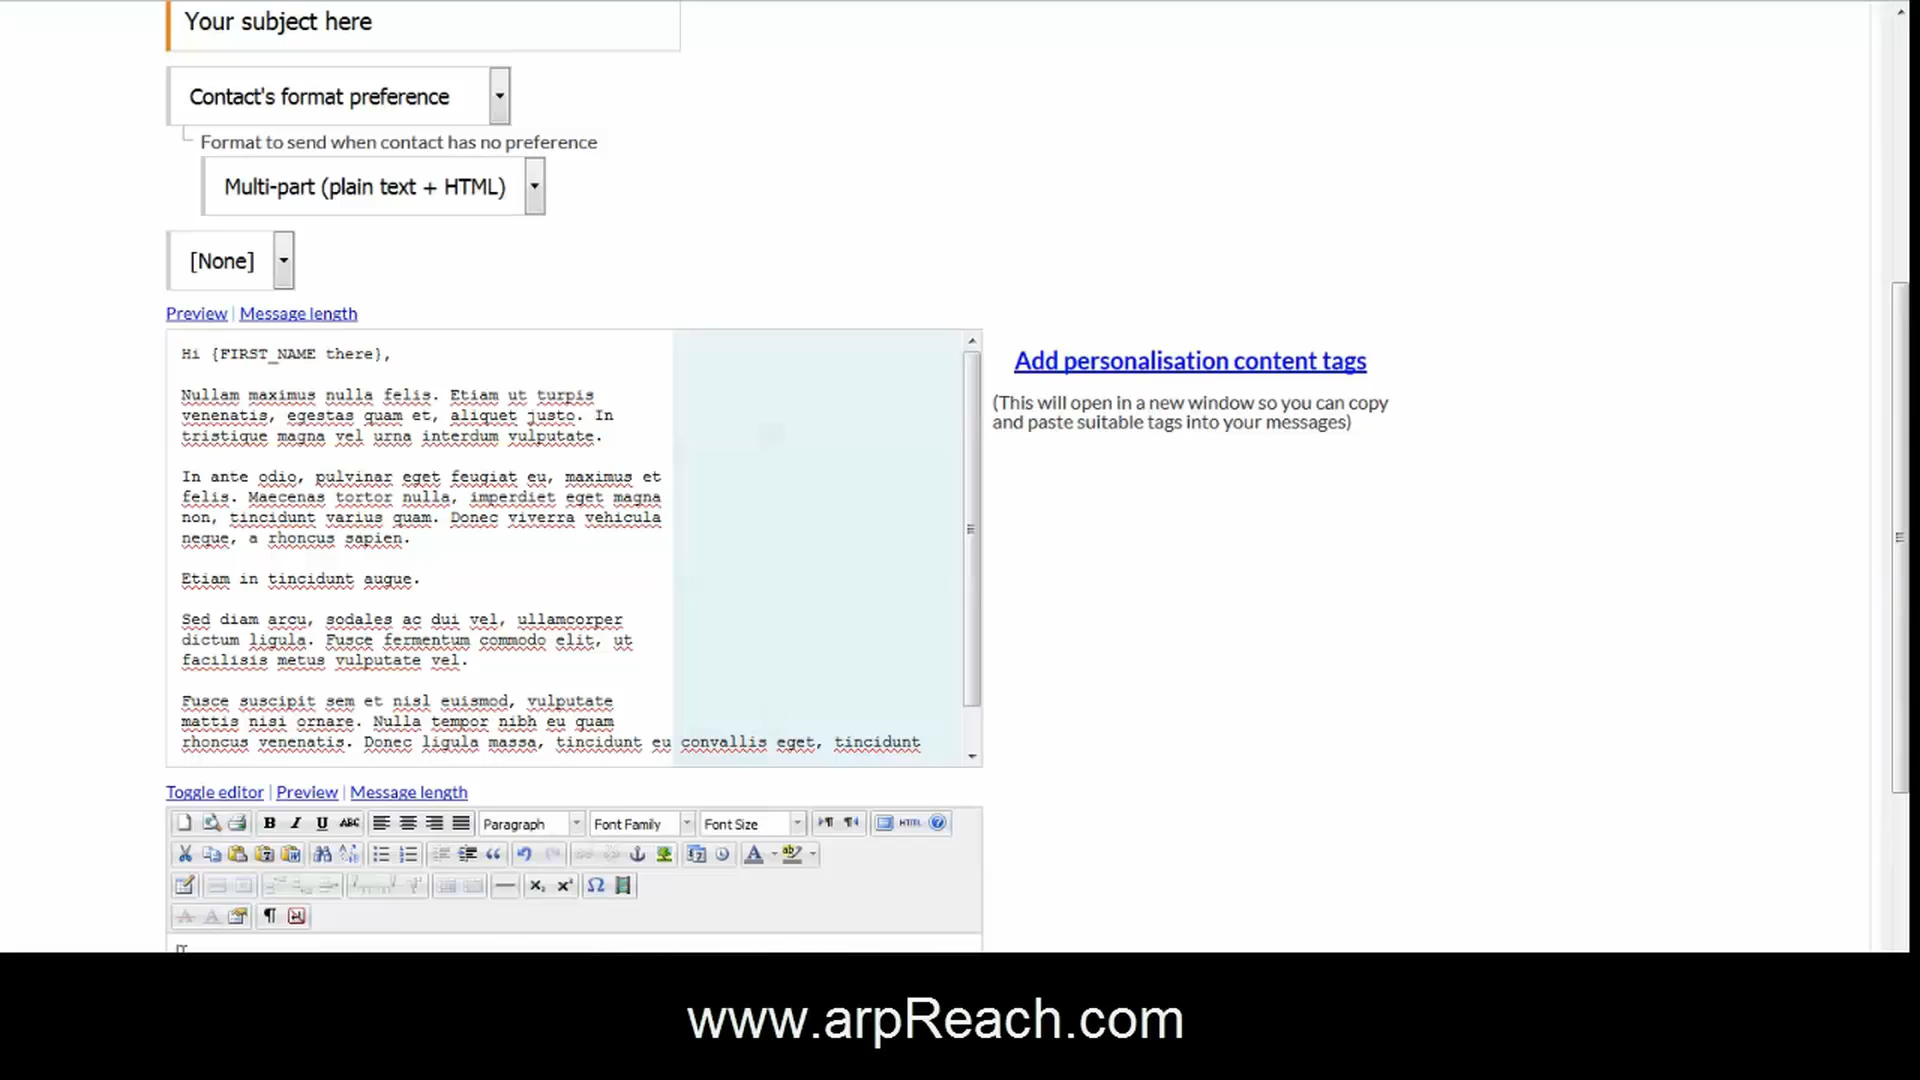 Your subject here
Contact's format preference
Format to send when contact has no preference
Multi-part (plain text + HTML)
[None]
Preview | Message length
Hi {FIRST_NAME there},
Nullam maximus nulla felis. Etiam ut turpis
venenatis, egestas quam et, aliquet justo. In
tristique magna vel urna interdum vulputate.
In ante odio, pulvinar eget feugiat eu, maximus et
felis. Maecenas tortor nulla, imperdiet eget magna
non, tincidunt varius quam. Donec viverra vehicula
neque, a rhoncus sapien.
Etiam in tincidunt augue.
Sed diam arcu, sodales ac dui vel, ullamcorper
dictum ligula. Fusce fermentum commodo elit, ut
facilisis metus vulputate vel.
Fusce suscipit sem et nisl euismod, vulputate
mattis nisi ornare. Nulla tempor nibh eu quam
rhoncus venenatis. Donec ligula massa, tincidunt eu convallis eget, tincidunt
Add personalisation content tags
(This will open in a new window so you can copy
and paste suitable tags into your messages)
Toggle editor | Preview | Message length
B I U ABC Paragraph Font Family Font Size HTML
www.arpReach.com